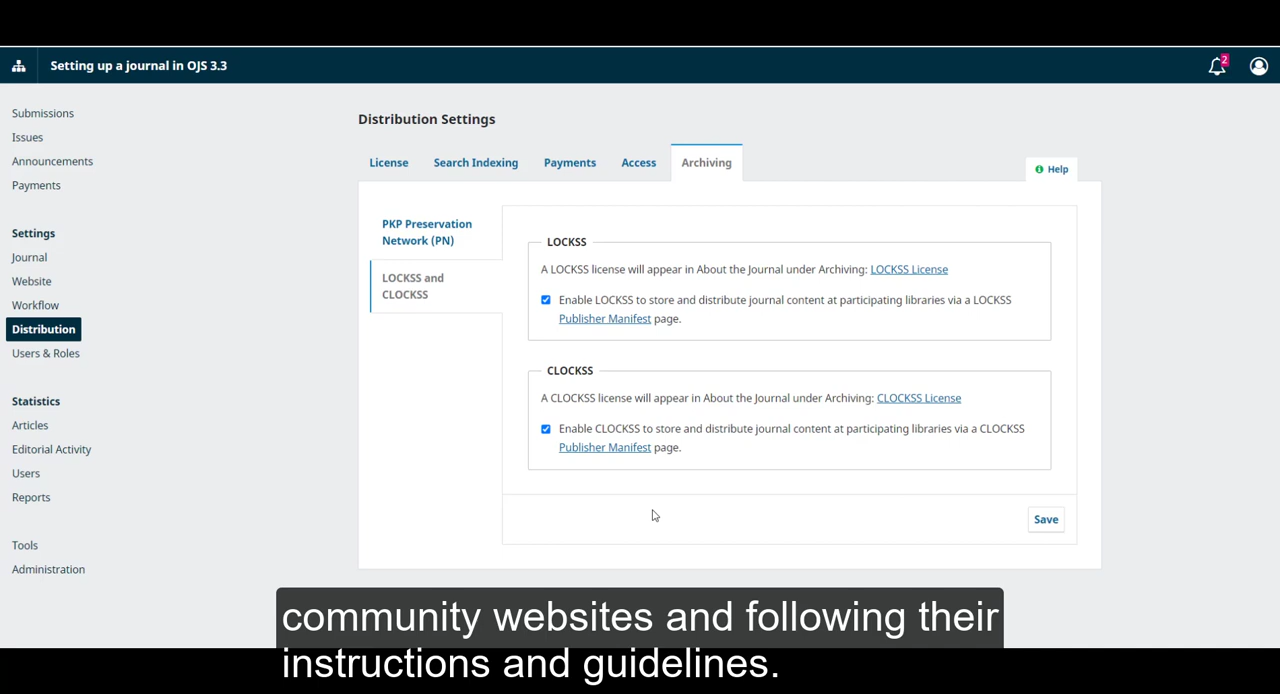 Setting up a journal in OJS 3.3
2
Submissions
Issues
Announcements
Payments
Settings
Journal
Website
Workflow
Distribution
Users & Roles
Statistics
Articles
Editorial Activity
Users
Reports
Tools
Administration
Distribution Settings
License Search Indexing Payments Access Archiving
Help
PKP Preservation
Network (PN)
LOCKSS and
CLOCKSS
LOCKSS
A LOCKSS license will appear in About the Journal under Archiving: LOCKSS License
Enable LOCKSS to store and distribute journal content at participating libraries via a LOCKSS
Publisher Manifest page.
CLOCKSS
A CLOCKSS license will appear in About the Journal under Archiving: CLOCKSS License
Enable CLOCKSS to store and distribute journal content at participating libraries via a CLOCKSS
Publisher Manifest page.
Save
community websites and following their
instructions and guidelines.